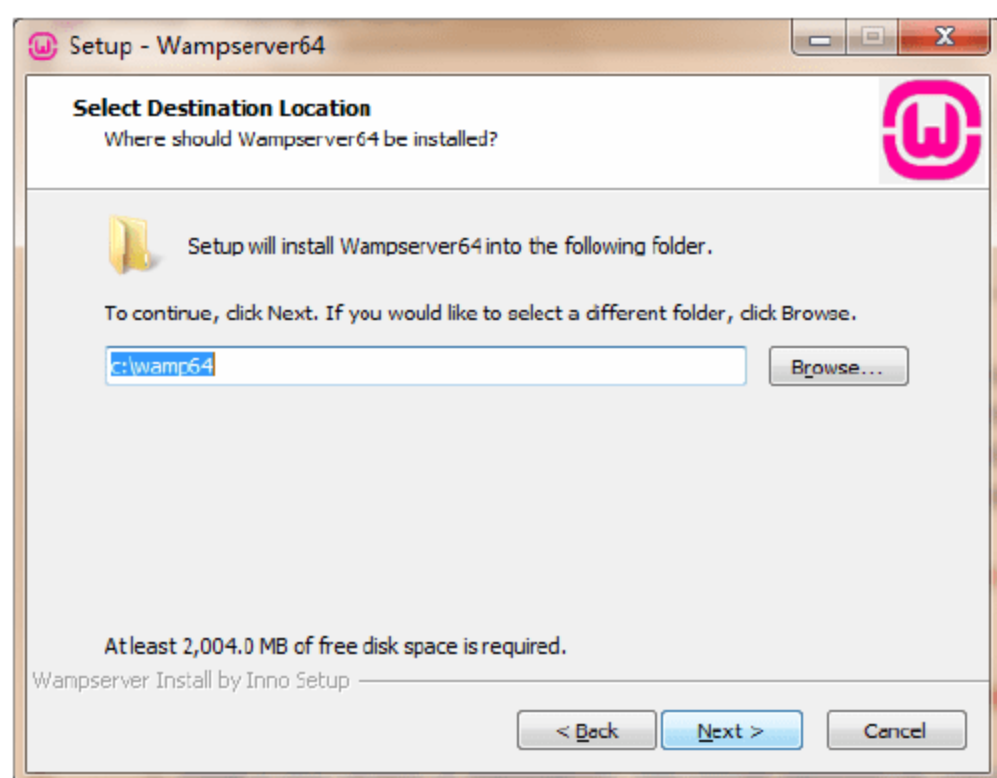 Setup - Wampserver64
Select Destination Location
Where should Wampserver64 be installed?
Setup will install Wampserver64 into the following folder.
To continue, click Next. If you would like to select a different folder, click Browse.
c:\wamp64
Browse...
At least 2,004.0 MB of free disk space is required.
Wampserver Install by Inno Setup
< Back
Next >
Cancel